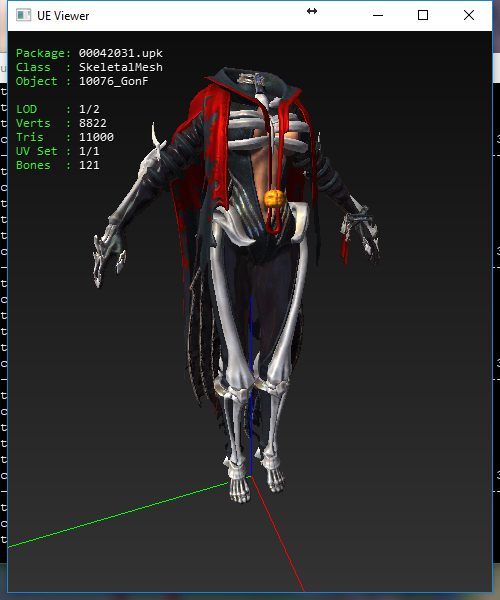 UE Viewer
Package: 00042031.upk
Class : SkeletalMesh
Object : 10076_GonF
LOD : 1/2
Verts : 8822
Tris : 11000
UV Set : 1/1
Bones : 121